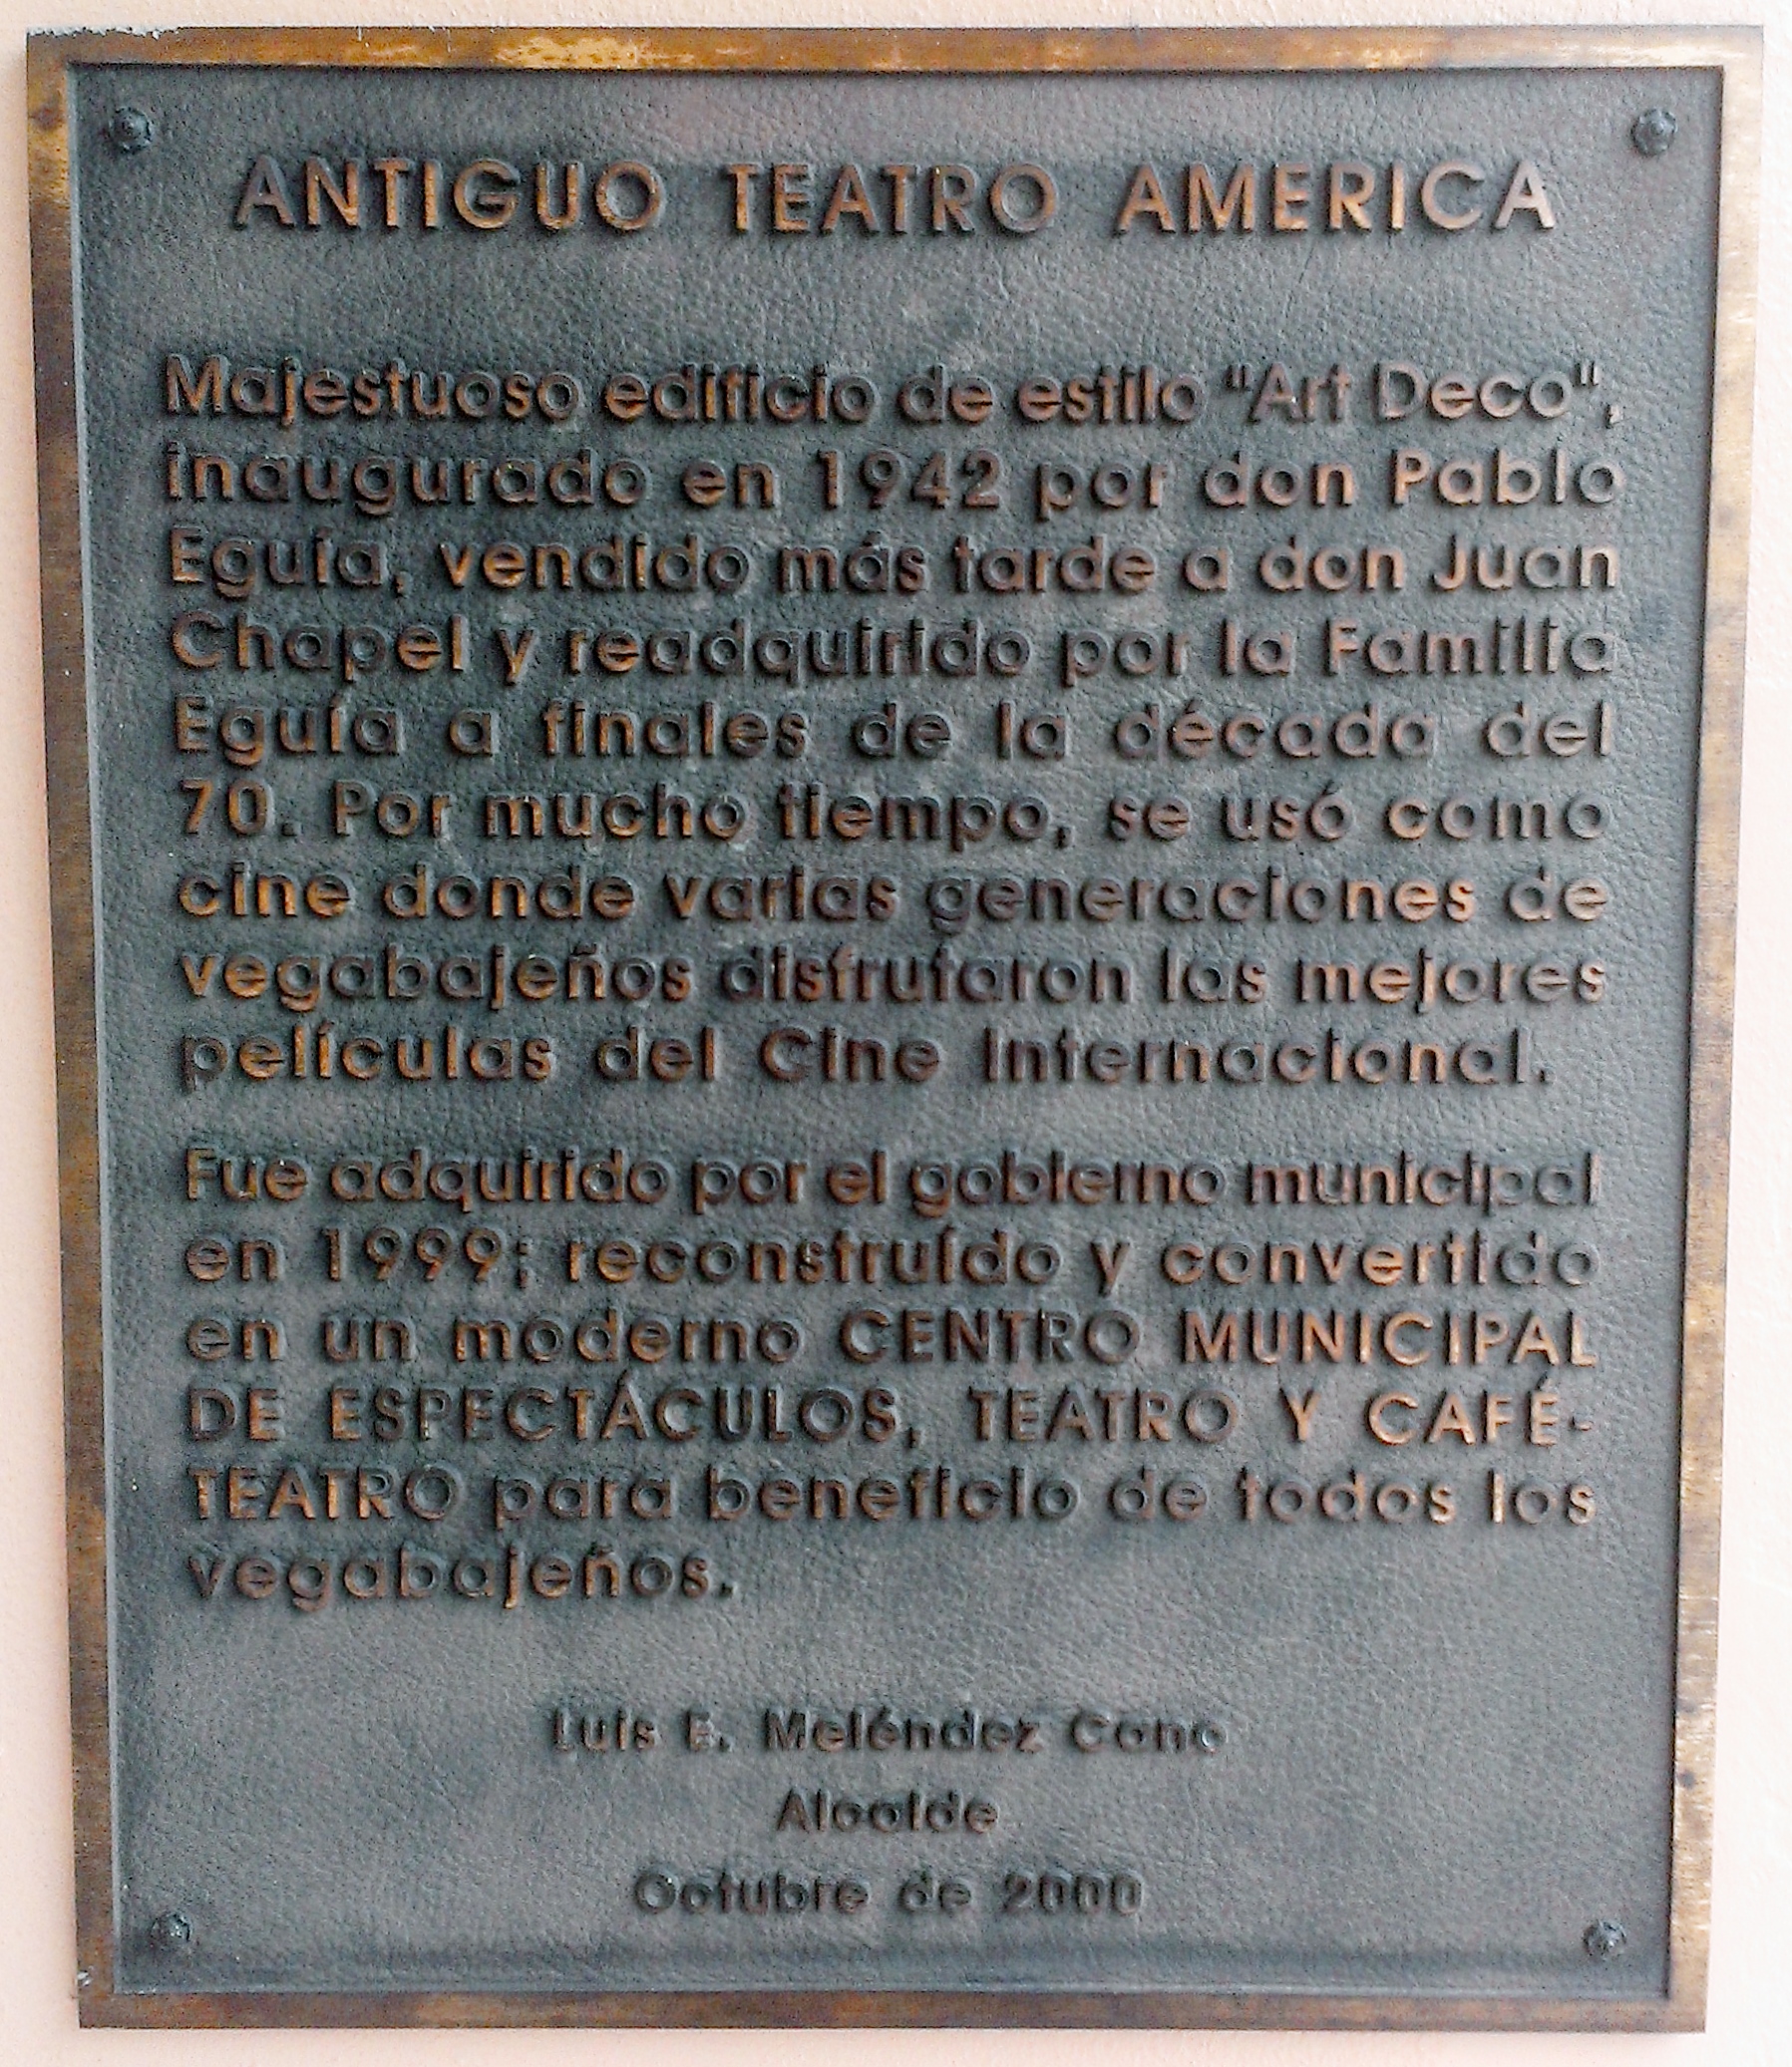 ANTIGUO TEATRO AMERICA
Majestuoso edificio de estilo "Art Deco",
inaugurado en 1942 por don Pablo
Eguía, vendido más tarde a don Juan
Chapel y readquirido por la Familia
Eguía a finales de la década del
70. Por mucho tiempo, se usó como
cine donde varias generaciones de
vegabajeños disfrutaron las mejores
películas del Cine Internacional.
Fue adquirido por el gobierno municipal
en 1999; reconstruído y convertido
en un moderno CENTRO MUNICIPAL
DE ESPECTÁCULOS, TEATRO Y CAFÉ-
TEATRO para beneficio de todos los
vegabajeños.
Luis E. Meléndez Cano
Alcalde
Octubre de 2000